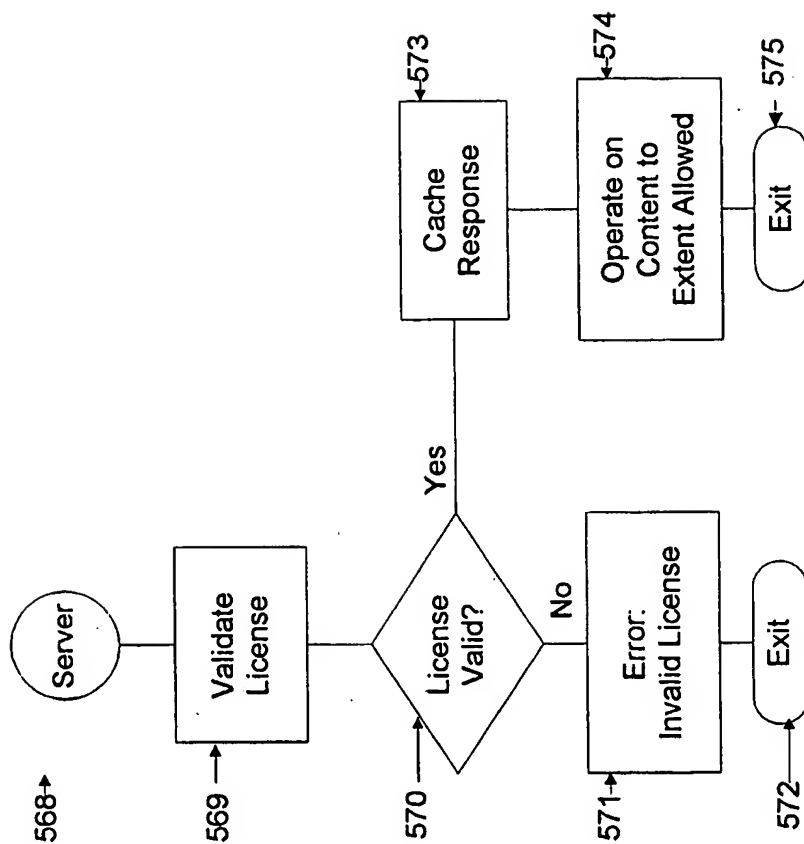 568
Server
569
Validate
License
570
License
Valid?
Yes
No
573
Cache
Response
571
Error:
Invalid License
574
Operate on
Content to
Extent Allowed
572
Exit
575
Exit